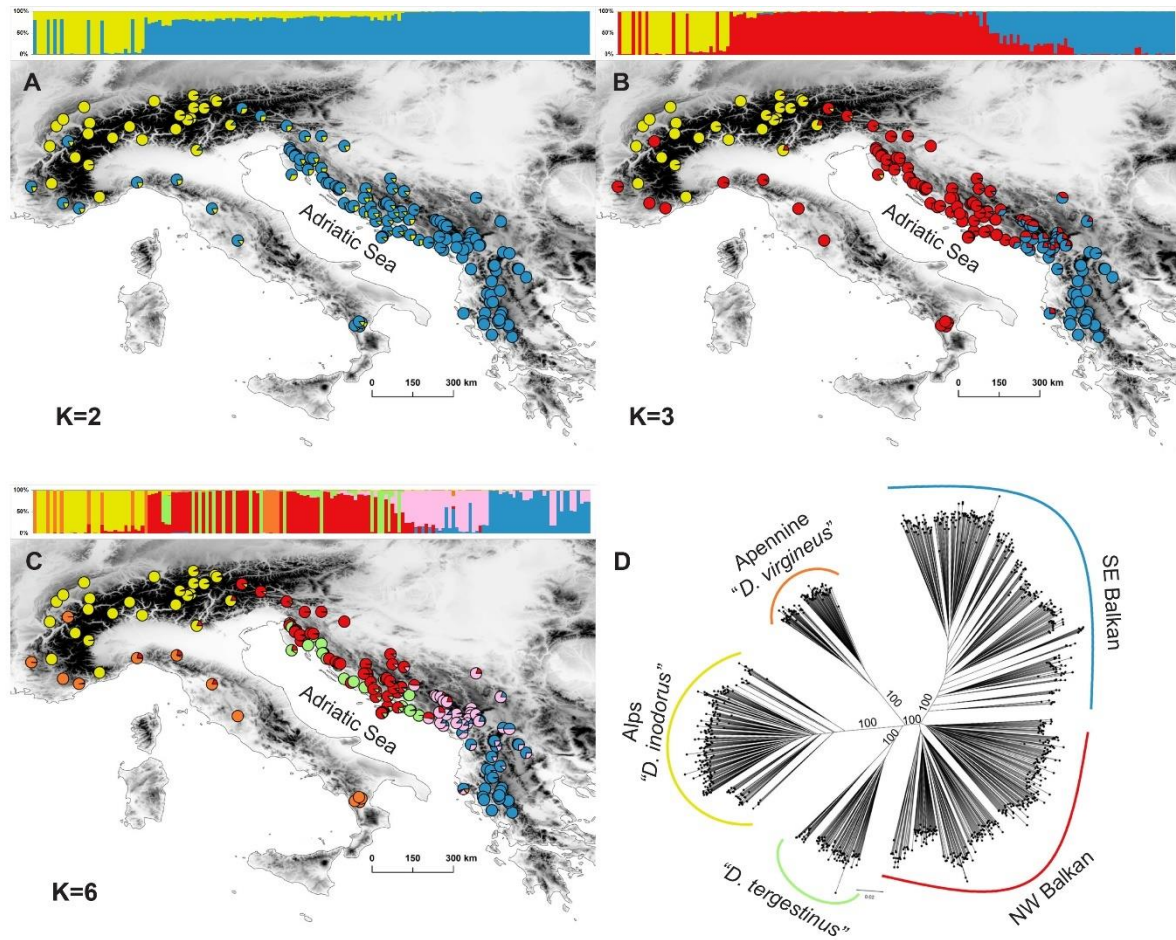 100%
50%
0%
A
Adriatic Sea
0 150 300 km
K=2
100%
50%
0%
B
Adriatic Sea
0 150 300 km
K=3
100%
50%
0%
C
Adriatic Sea
0 150 300 km
K=6
D
Apennine
"D. virgineus"
SE Balkan
Alps
"D. inodorus"
100
100
100
100
100
"D. tergestinus"
0.02
NW Balkan